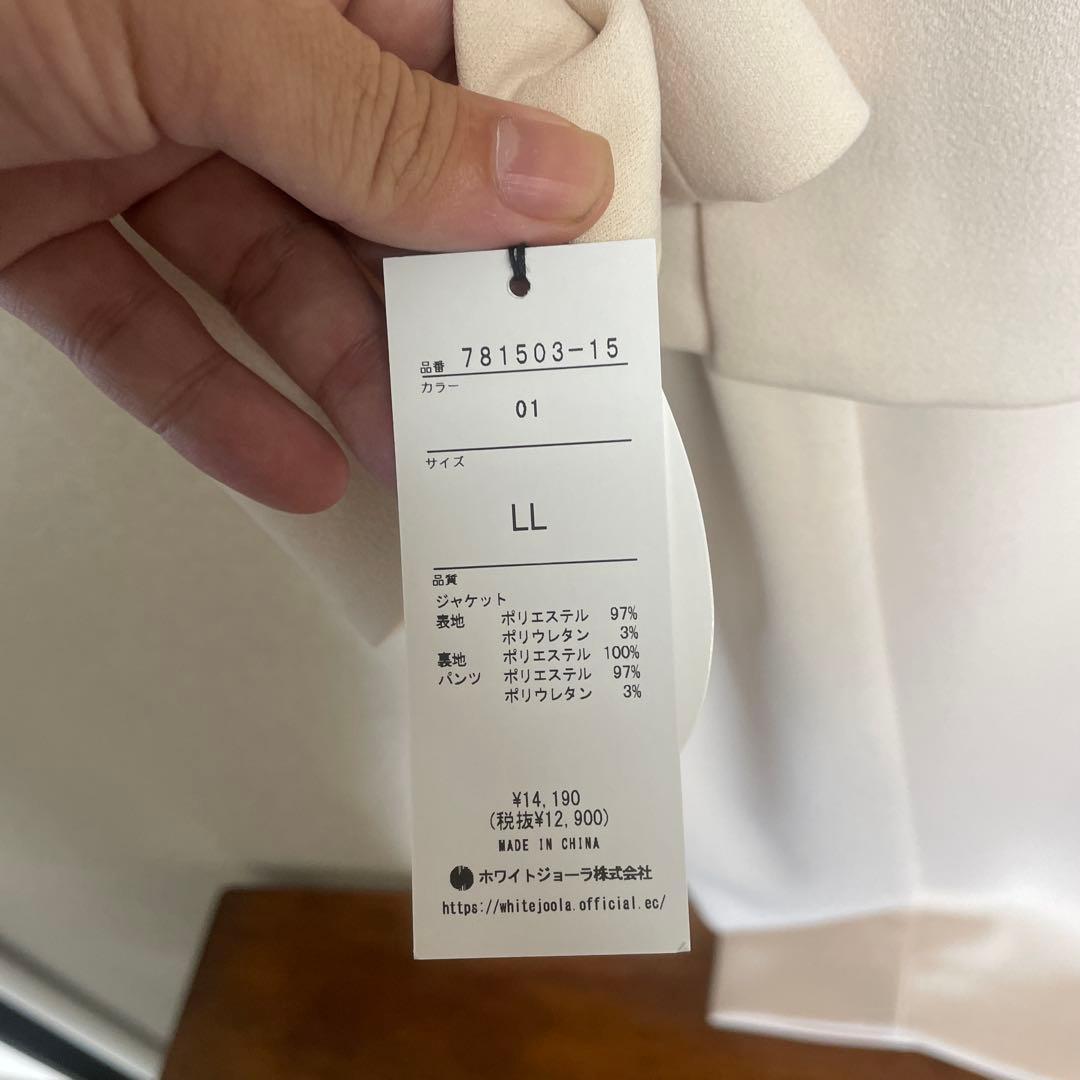 品番 781503-15
カラー
01
サイズ
LL
品質
ジャケット
表地 ポリエステル 97%
ポリウレタン 3%
裏地 ポリエステル 100%
パンツ ポリエステル 97%
ポリウレタン 3%
¥14,190
(税抜¥12,900)
MADE IN CHINA
ホワイトジョーラ株式会社
https://whitejoola.official.ec/